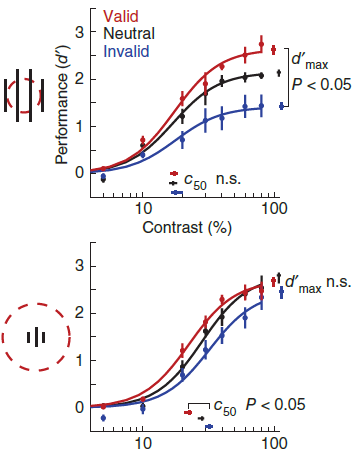 Valid
Neutral
Invalid
Performance (d′)
3
2
1
0
d′max
P < 0.05
c50 n.s.
10
100
Contrast (%)
3
2
1
0
d′max n.s.
c50 P < 0.05
10
100